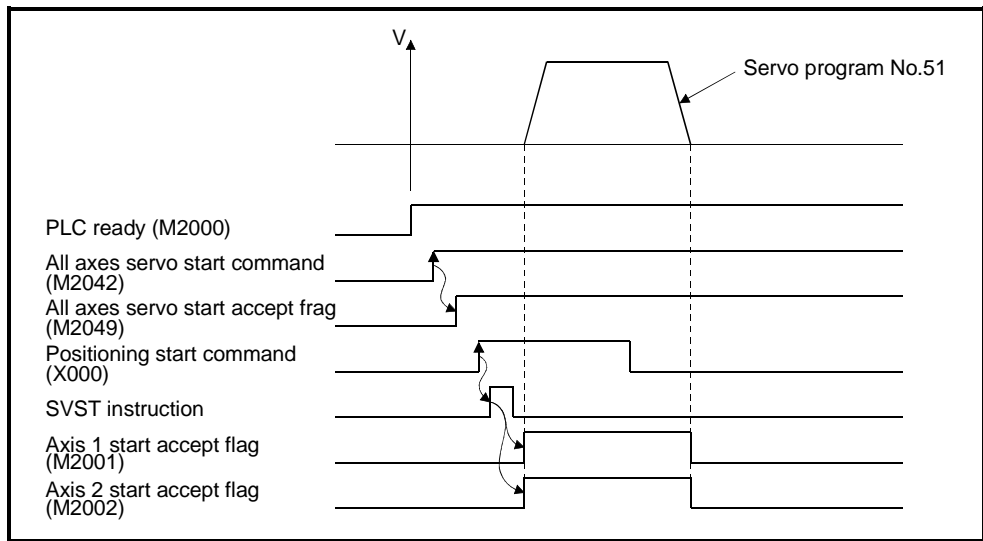 V
Servo program No.51
PLC ready (M2000)
All axes servo start command
(M2042)
All axes servo start accept frag
(M2049)
Positioning start command
(X000)
SVST instruction
Axis 1 start accept flag
(M2001)
Axis 2 start accept flag
(M2002)